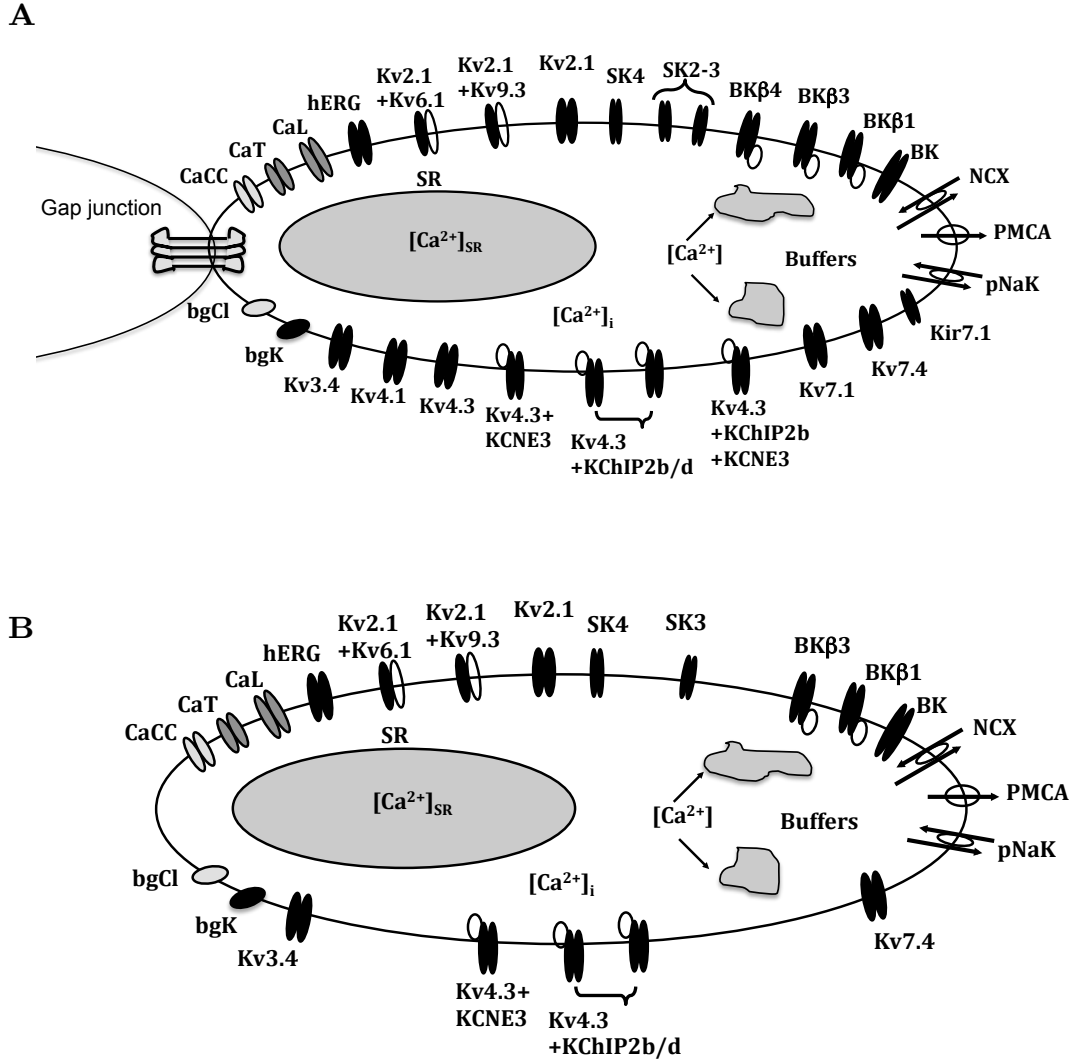 A
Kv2.1
+Kv6.1
Kv2.1
+Kv9.3
Kv2.1
SK4
SK2-3
BKβ4
BKβ3
BKβ1
BK
hERG
CaL
CaT
CaCC
NCX
Gap junction
SR
[Ca²⁺]SR
[Ca²⁺]
Buffers
PMCA
pNaK
bgCl
[Ca²⁺]i
bgK
Kir7.1
Kv3.4
Kv4.1
Kv4.3
Kv4.3+
KCNE3
Kv4.3
+KChIP2b/d
Kv4.3
+KChIP2b
+KCNE3
Kv7.1
Kv7.4
B
Kv2.1
+Kv6.1
Kv2.1
+Kv9.3
Kv2.1
SK4
SK3
BKβ3
BKβ1
BK
hERG
CaL
CaT
CaCC
NCX
SR
[Ca²⁺]SR
[Ca²⁺]
Buffers
PMCA
pNaK
bgCl
[Ca²⁺]i
bgK
Kv3.4
Kv4.3+
KCNE3
Kv4.3
+KChIP2b/d
Kv7.4